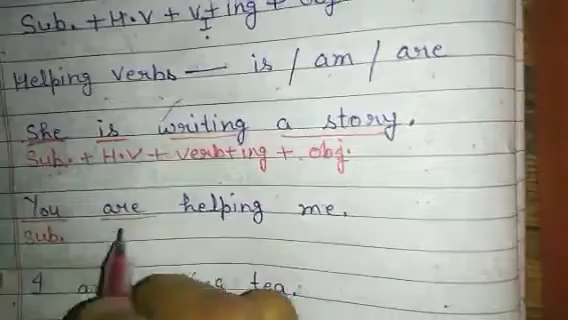 Sub. + H.V + V+ing + obj
I
Helping verbs — is / am / are
She is writing a story.
Sub. + H.V + verb+ing + obj.
You are helping me.
Sub.
tea.